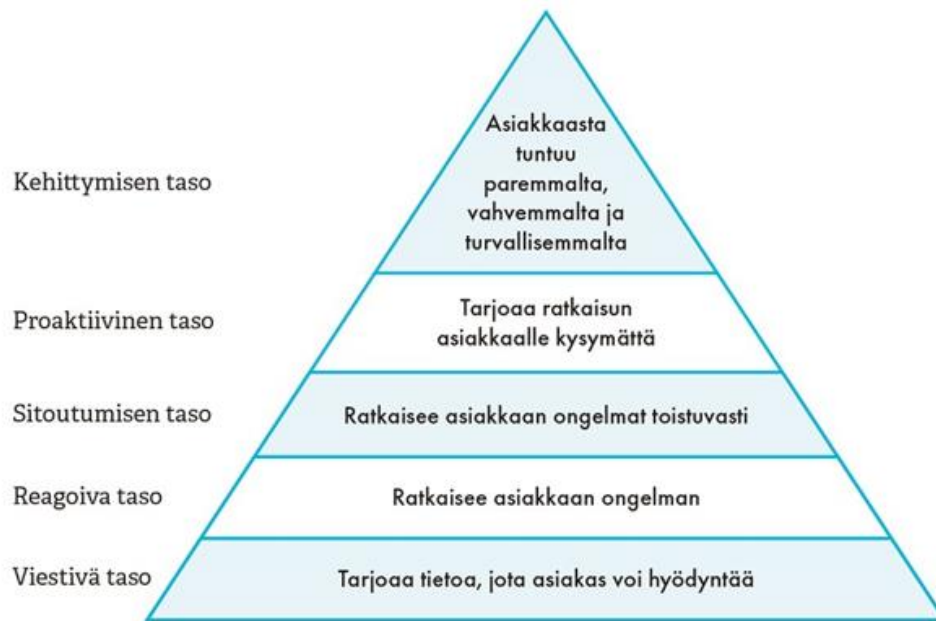 Kehittymisen taso
Asiakkaasta
tuntuu
paremmalta,
vahvemmalta ja
turvallisemmalta
Proaktiivinen taso
Tarjoaa ratkaisun
asiakkaalle kysymättä
Sitoutumisen taso
Ratkaisee asiakkaan ongelmat toistuvasti
Reagoiva taso
Ratkaisee asiakkaan ongelman
Viestivä taso
Tarjoaa tietoa, jota asiakas voi hyödyntää